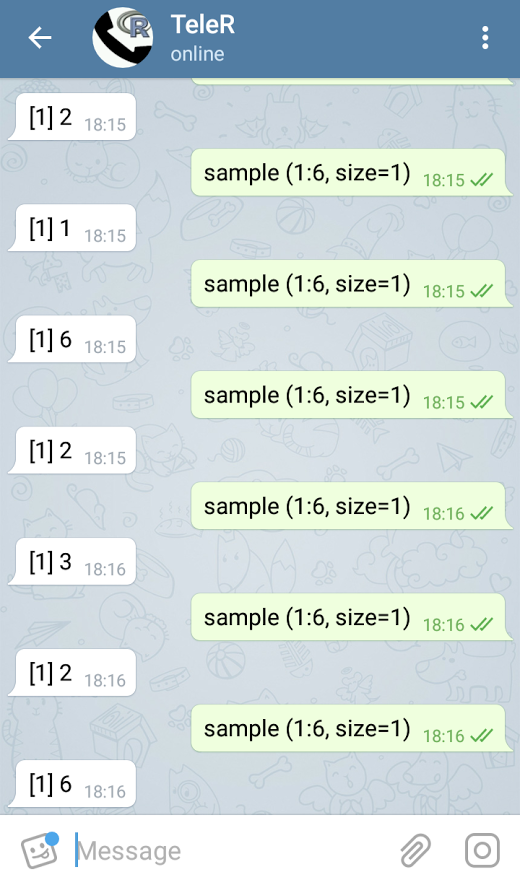 TeleR
online
[1] 2 18:15
sample (1:6, size=1) 18:15
[1] 1 18:15
sample (1:6, size=1) 18:15
[1] 6 18:15
sample (1:6, size=1) 18:15
[1] 2 18:15
sample (1:6, size=1) 18:16
[1] 3 18:16
sample (1:6, size=1) 18:16
[1] 2 18:16
sample (1:6, size=1) 18:16
[1] 6 18:16
Message